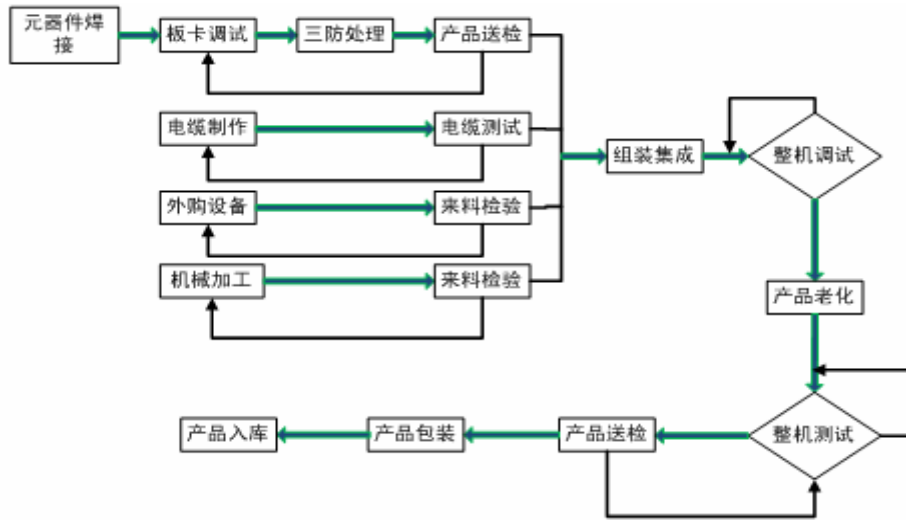 元器件焊
接
板卡调试
三防处理
产品送检
电缆制作
电缆测试
组装集成
整机调试
外购设备
来料检验
机械加工
来料检验
产品老化
产品入库
产品包装
产品送检
整机测试